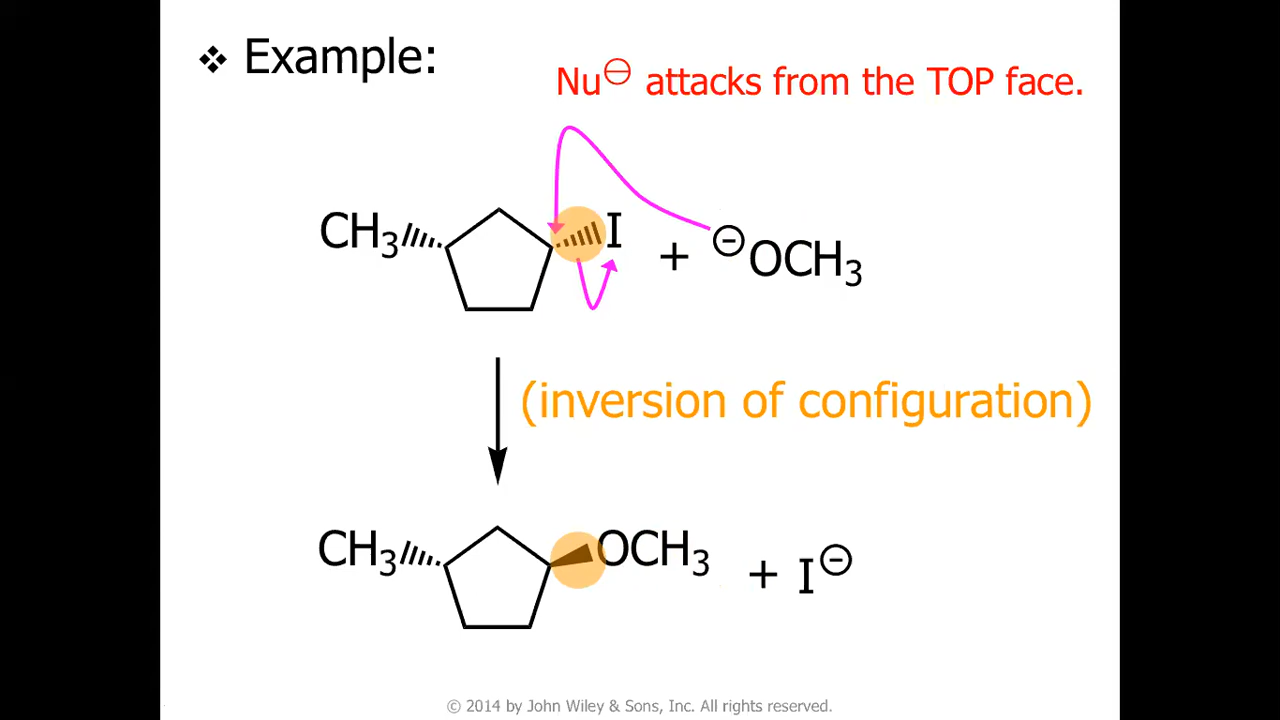 ❖ Example:
Nu⊖ attacks from the TOP face.
CH₃ I + ⊖OCH₃
(inversion of configuration)
CH₃ OCH₃ + I⊖
© 2014 by John Wiley & Sons, Inc. All rights reserved.